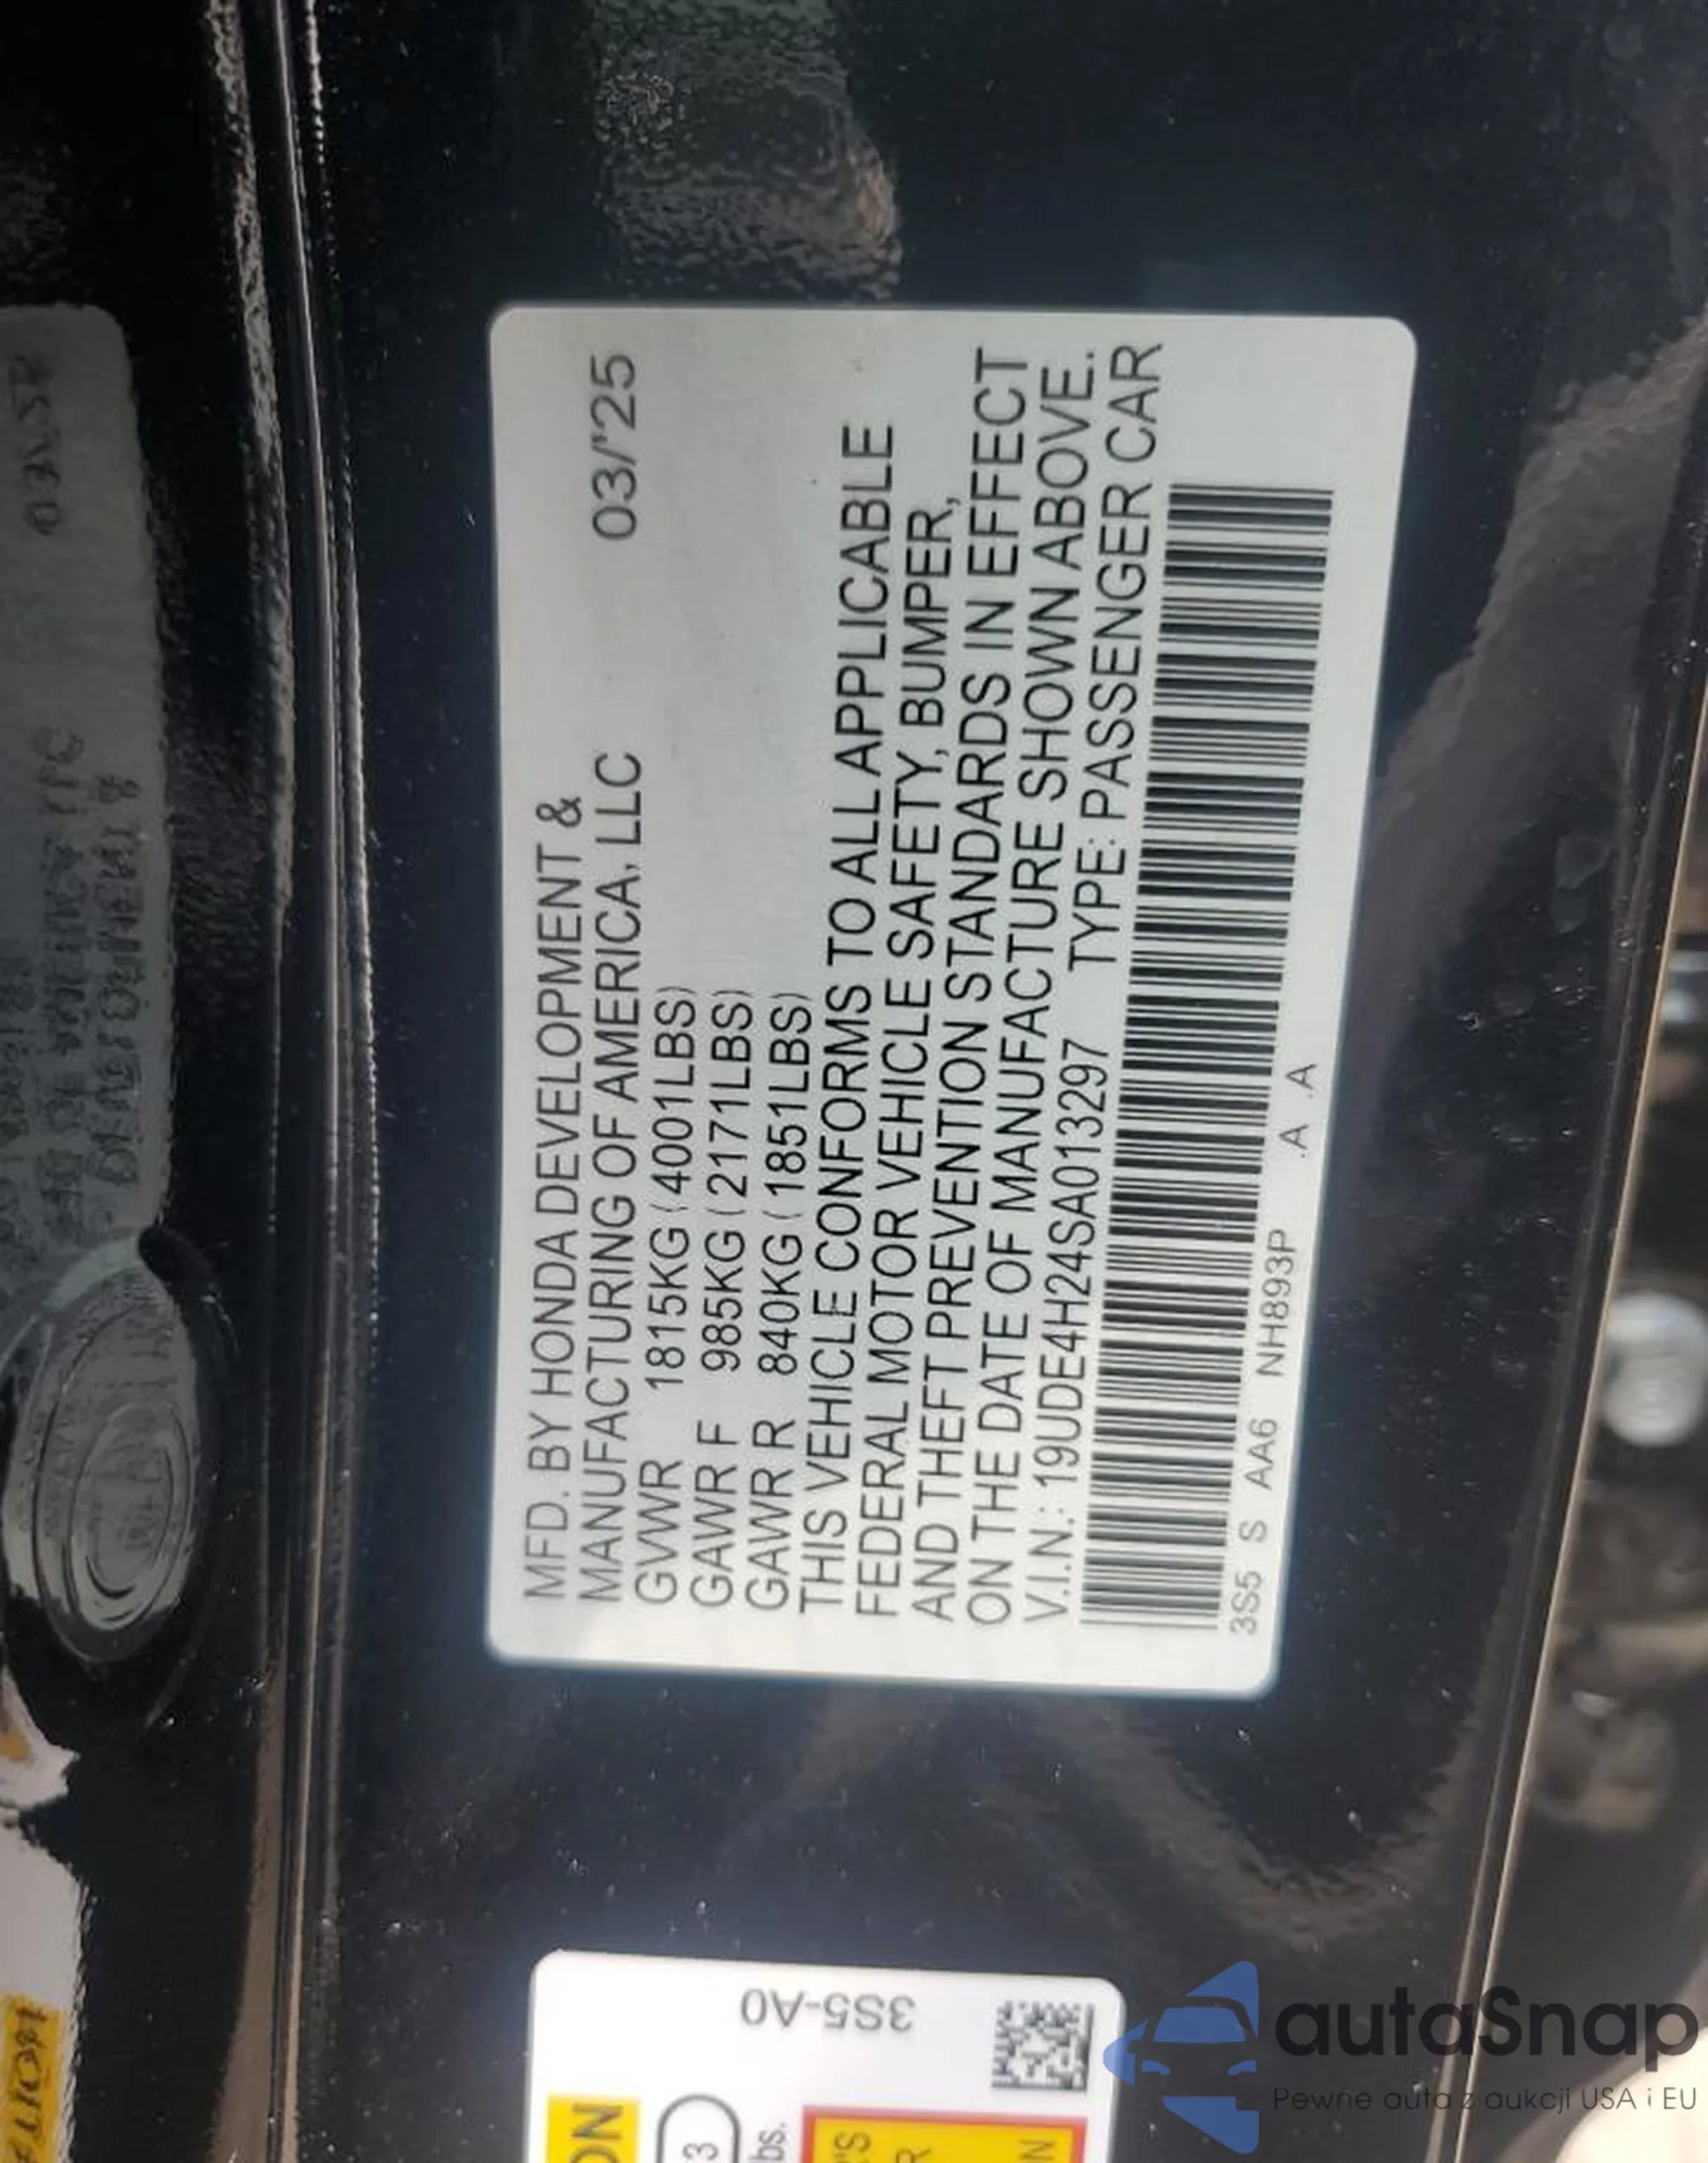 MFD. BY HONDA DEVELOPMENT &
MANUFACTURING OF AMERICA, LLC 03/'25
GVWR 1815KG (4001LBS)
GAWR F 985KG (2171LBS)
GAWR R 840KG (1851LBS)
THIS VEHICLE CONFORMS TO ALL APPLICABLE
FEDERAL MOTOR VEHICLE SAFETY, BUMPER,
AND THEFT PREVENTION STANDARDS IN EFFECT
ON THE DATE OF MANUFACTURE SHOWN ABOVE.
V.I.N.: 19UDE4H24SA013297 TYPE: PASSENGER CAR
3S5 S AA6 NH893P .A .A
3S5-A0
3
autaSnap
Pewne auta z aukcji USA i EU